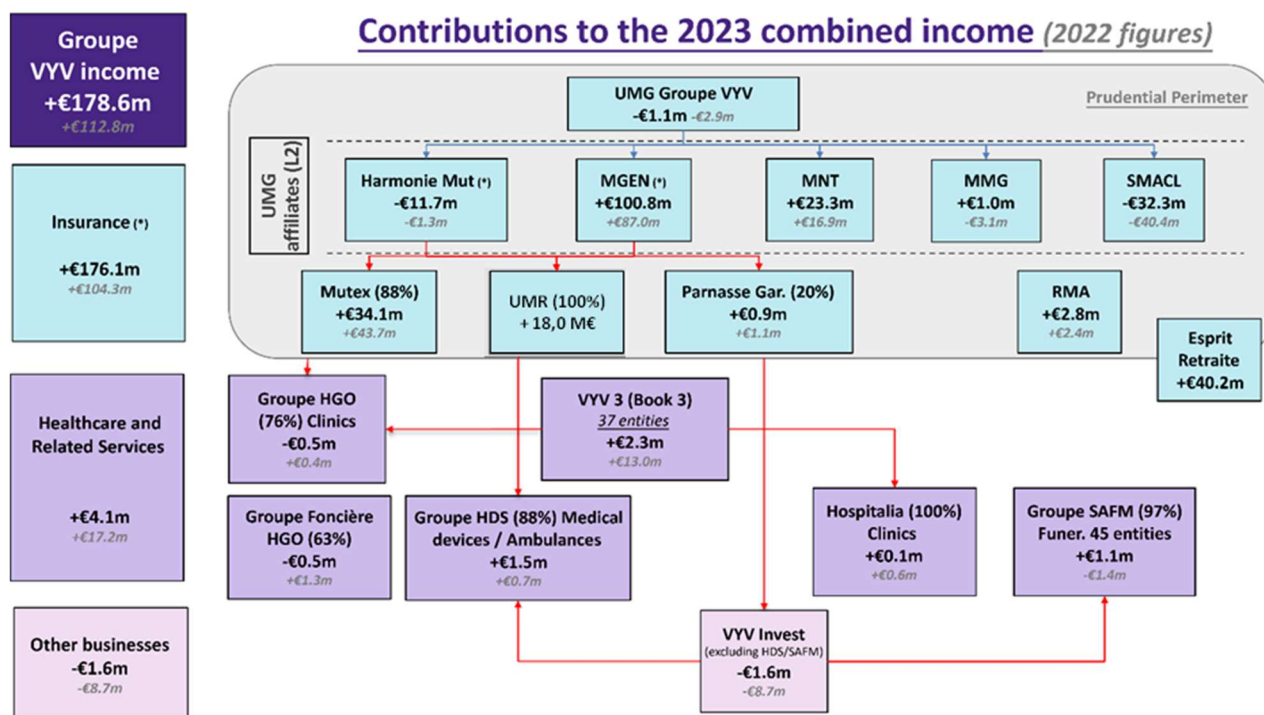 Contributions to the 2023 combined income (2022 figures)
Groupe
VYV income
+€178.6m
+€112.8m
Insurance (*)
+€176.1m
+€104.3m
Healthcare and
Related Services
+€4.1m
+€17.2m
Other businesses
-€1.6m
-€8.7m
Prudential Perimeter
UMG Groupe VYV
-€1.1m -€2.9m
UMG
affiliates (L2)
Harmonie Mut (*)
-€11.7m
-€1.3m
MGEN (*)
+€100.8m
+€87.0m
MNT
+€23.3m
+€16.9m
MMG
+€1.0m
-€3.1m
SMACL
-€32.3m
-€40.4m
Mutex (88%)
+€34.1m
+€43.7m
UMR (100%)
+ 18,0 M€
Parnasse Gar. (20%)
+€0.9m
+€1.1m
RMA
+€2.8m
+€2.4m
Esprit
Retraite
+€40.2m
Groupe HGO
(76%) Clinics
-€0.5m
+€0.4m
VYV 3 (Book 3)
37 entities
+€2.3m
+€13.0m
Groupe Foncière
HGO (63%)
-€0.5m
+€1.3m
Groupe HDS (88%) Medical
devices / Ambulances
+€1.5m
+€0.7m
Hospitalia (100%)
Clinics
+€0.1m
+€0.6m
Groupe SAFM (97%)
Funer. 45 entities
+€1.1m
-€1.4m
VYV Invest
(excluding HDS/SAFM)
-€1.6m
-€8.7m